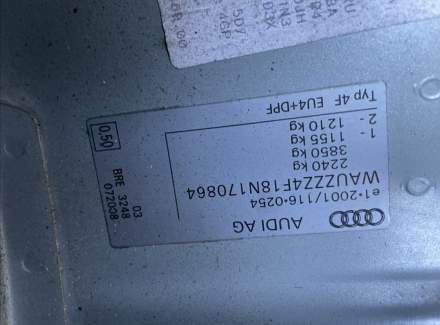 AUDI AG
e1*2001/116*0254
WAUZZZ4F18N170864
2240 kg
3850 kg
1- 1155 kg
2- 1210 kg
Typ 4F EU4+DPF
03
BRE 3248
072008
0,50